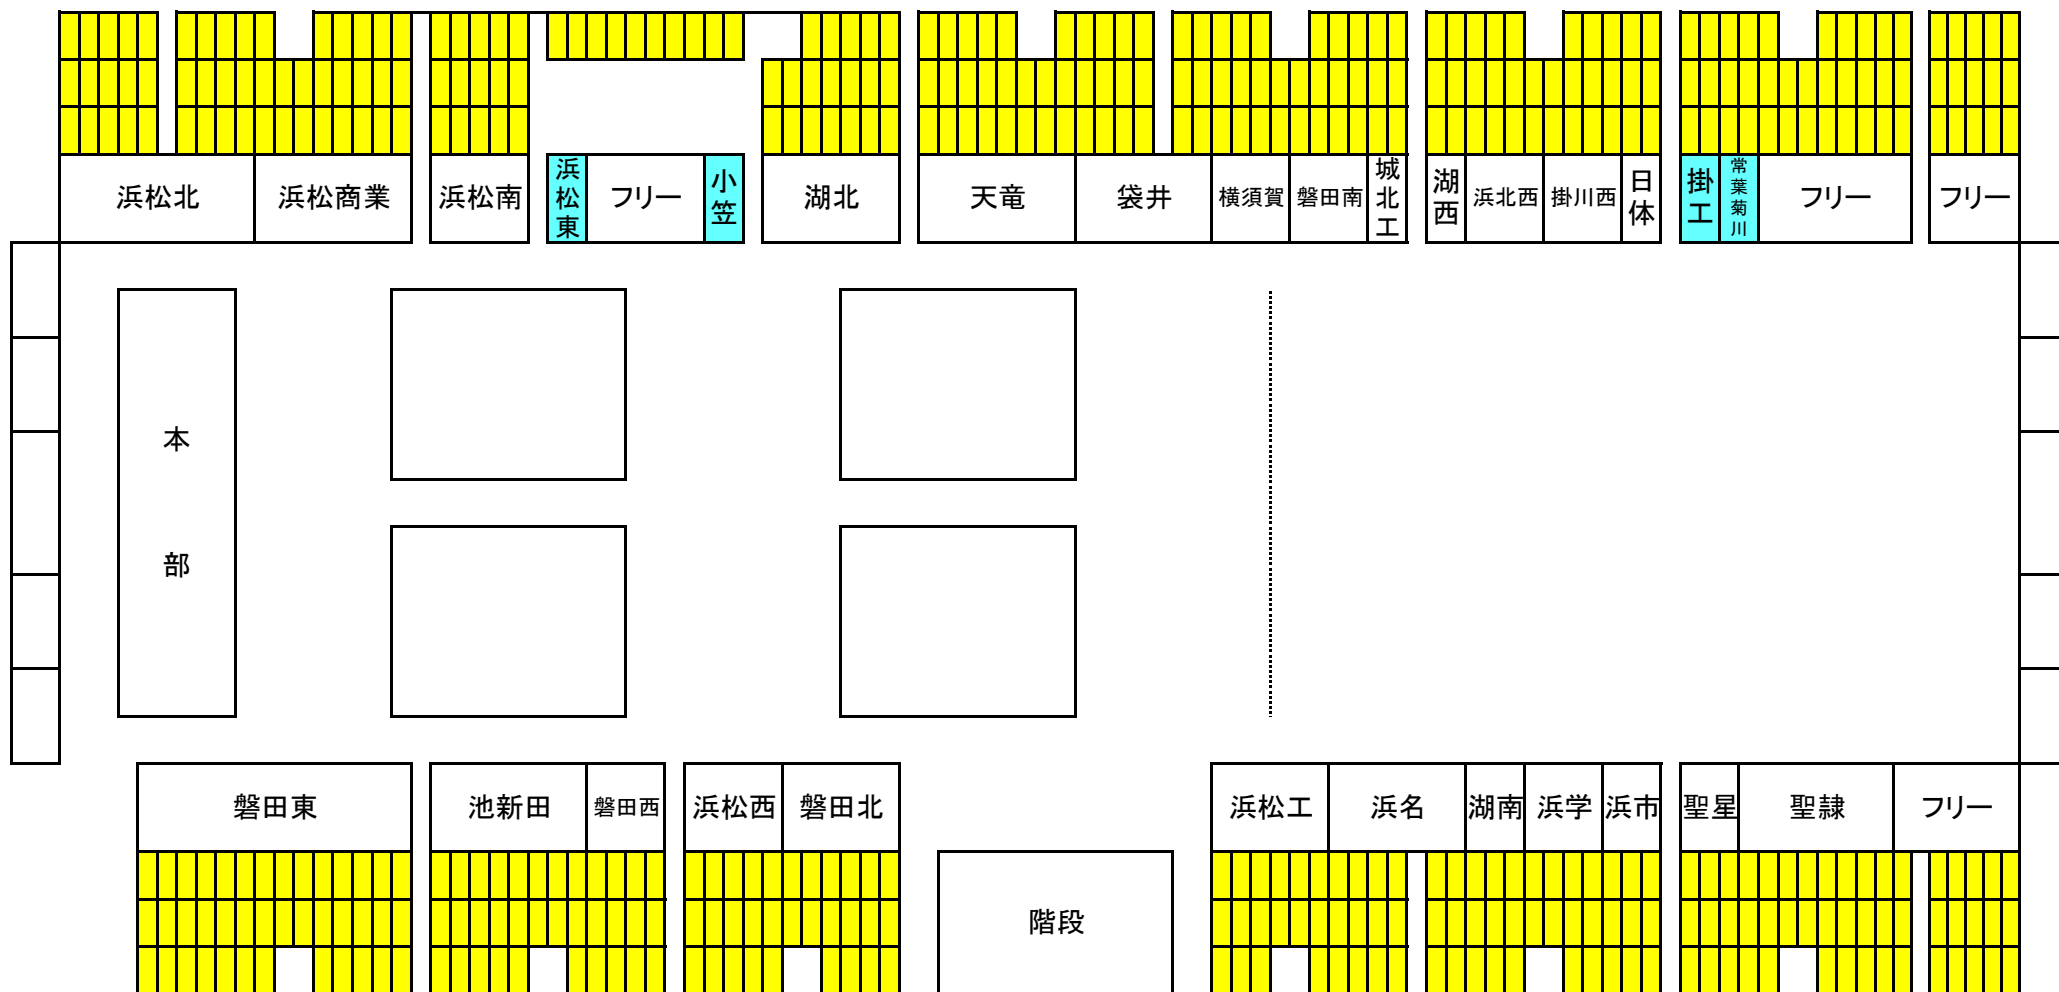 浜松北
浜松商業
浜松南
浜松東
フリー
小笠
湖北
天竜
袋井
横須賀
磐田南
城北工
湖西
浜北西
掛川西
日体
掛工
常葉菊川
フリー
フリー
本部
磐田東
池新田
磐田西
浜松西
磐田北
階段
浜松工
浜名
湖南
浜学
浜市
聖星
聖隷
フリー